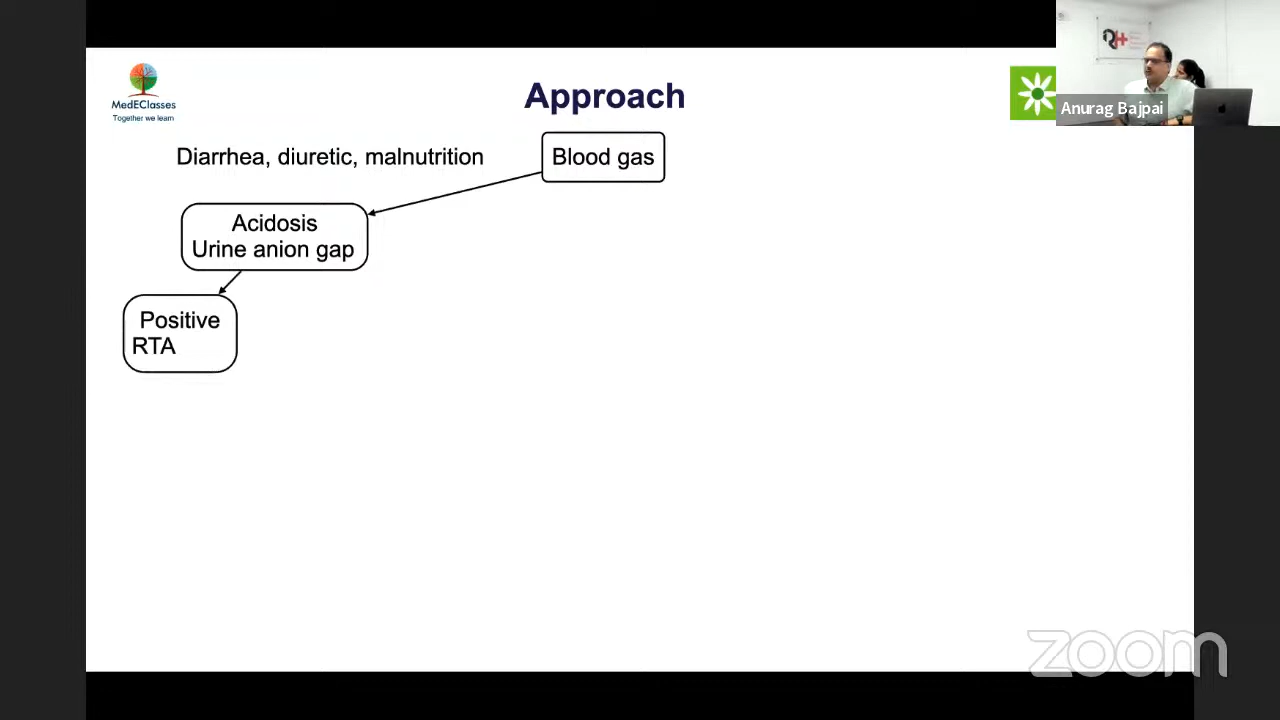 MedEClasses
Together we learn
Approach
Anurag Bajpai
Diarrhea, diuretic, malnutrition
Blood gas
Acidosis
Urine anion gap
Positive
RTA
zoom